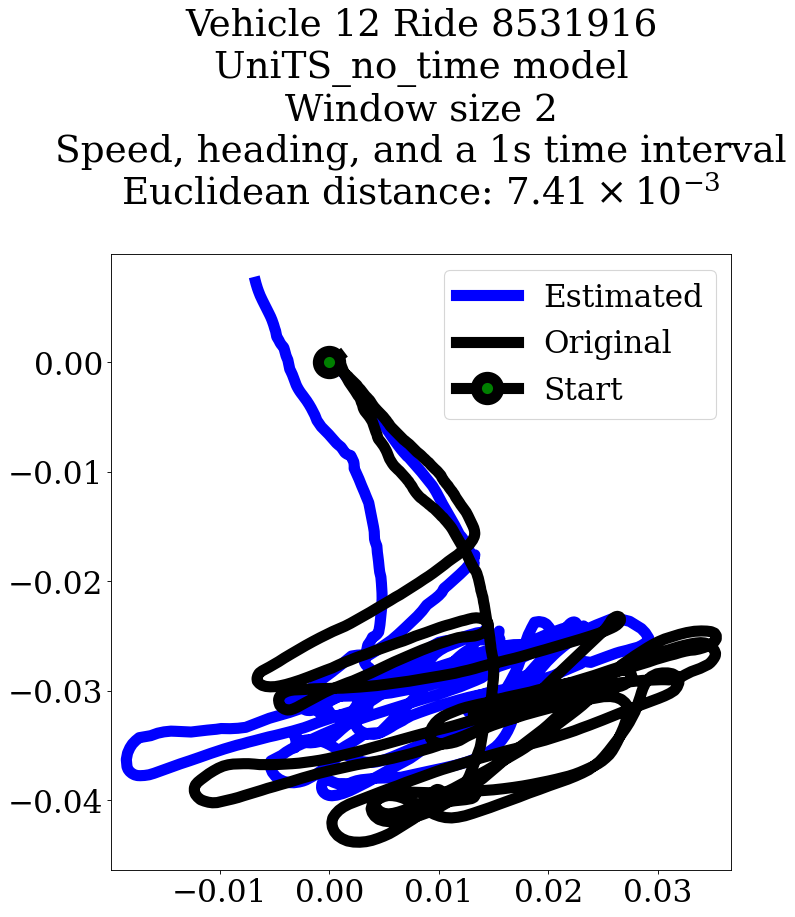 Vehicle 12 Ride 8531916
UniTS_no_time model
Window size 2
Speed, heading, and a 1s time interval
Euclidean distance: 7.41 × 10⁻³
Estimated
Original
Start
0.00
−0.01
−0.02
−0.03
−0.04
−0.01 0.00 0.01 0.02 0.03